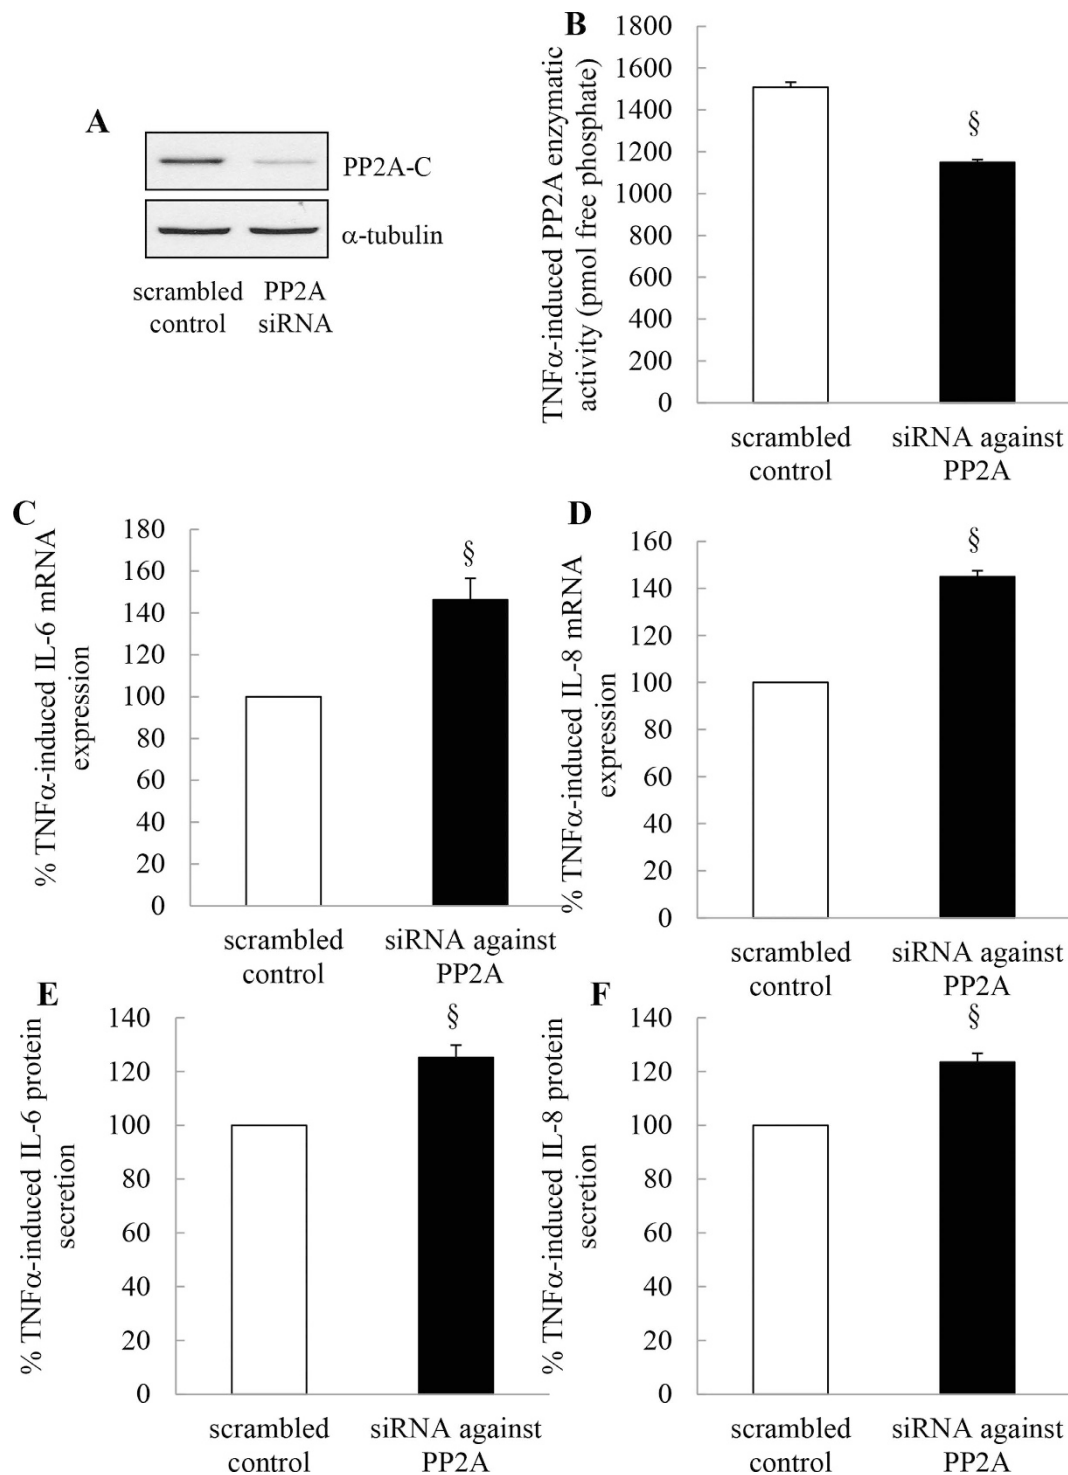 A
PP2A-C
α-tubulin
scrambled control
PP2A siRNA
B
TNFα-induced PP2A enzymatic
activity (pmol free phosphate)
1800
1600
1400
1200
1000
800
600
400
200
0
§
scrambled control
siRNA against PP2A
C
% TNFα-induced IL-6 mRNA
expression
180
160
140
120
100
80
60
40
20
0
§
scrambled control
siRNA against PP2A
D
% TNFα-induced IL-8 mRNA
expression
160
140
120
100
80
60
40
20
0
§
scrambled control
siRNA against PP2A
E
% TNFα-induced IL-6 protein
secretion
140
120
100
80
60
40
20
0
§
scrambled control
siRNA against PP2A
F
% TNFα-induced IL-8 protein
secretion
140
120
100
80
60
40
20
0
§
scrambled control
siRNA against PP2A